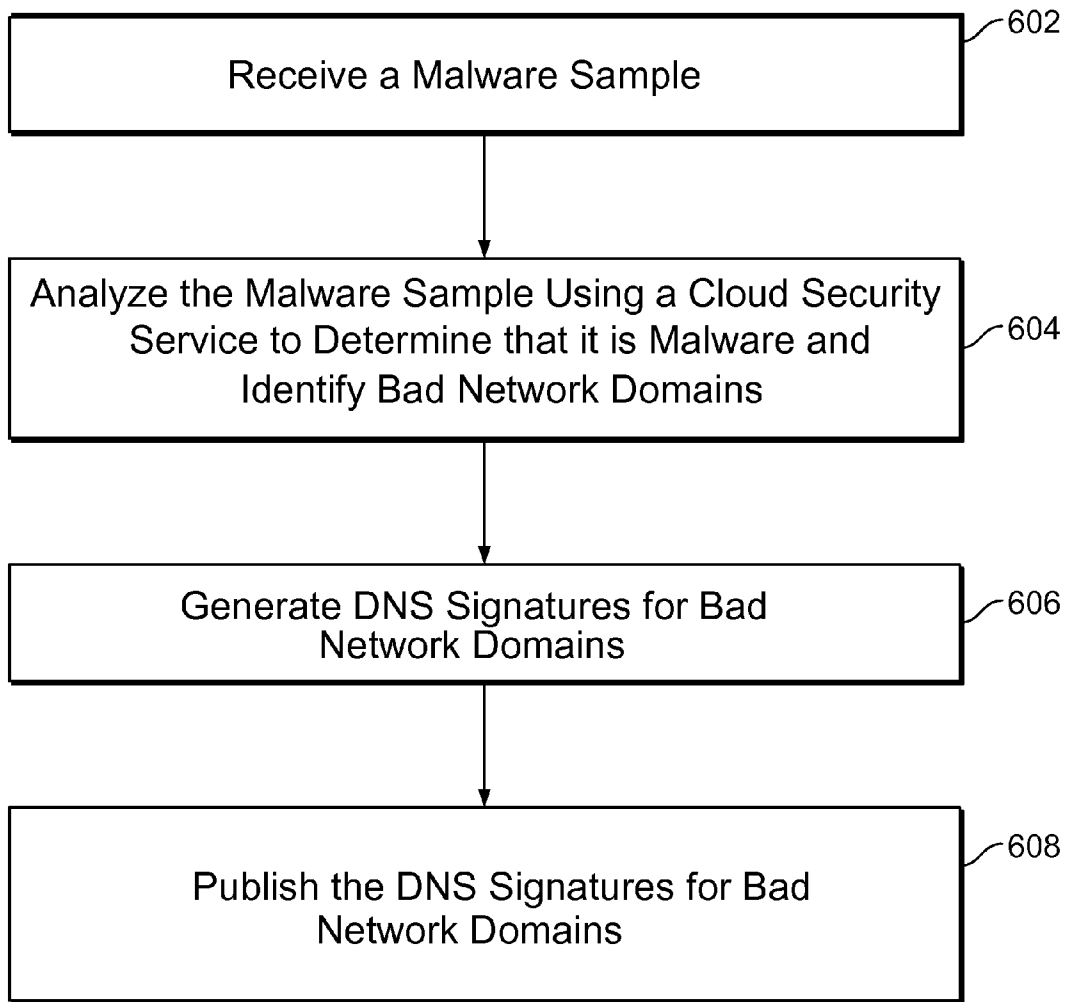 602
Receive a Malware Sample
Analyze the Malware Sample Using a Cloud Security
Service to Determine that it is Malware and
Identify Bad Network Domains
604
Generate DNS Signatures for Bad
Network Domains
606
Publish the DNS Signatures for Bad
Network Domains
608